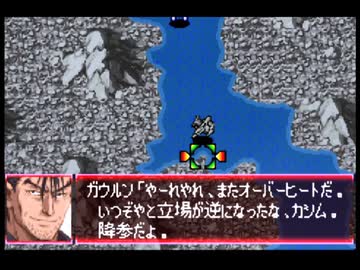 ガウルン「やーれやれ、またオーバーヒートだ。
いつぞやと立場が逆になったな、カシム。
降参だよ。